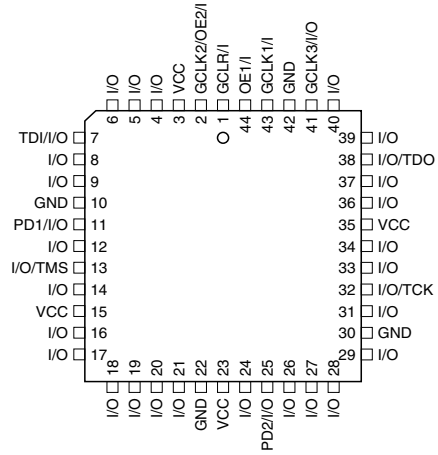 I/O
I/O
I/O
VCC
GCLK2/OE2/I
GCLR/I
OE1/I
GCLK1/I
GND
GCLK3/I/O
I/O
6
5
4
3
2
1
44
43
42
41
40
TDI/I/O 7
I/O 8
I/O 9
GND 10
PD1/I/O 11
I/O 12
I/O/TMS 13
I/O 14
VCC 15
I/O 16
I/O 17
39 I/O
38 I/O/TDO
37 I/O
36 I/O
35 VCC
34 I/O
33 I/O
32 I/O/TCK
31 I/O
30 GND
29 I/O
18
19
20
21
22
23
24
25
26
27
28
I/O
I/O
I/O
I/O
GND
VCC
I/O
PD2/I/O
I/O
I/O
I/O